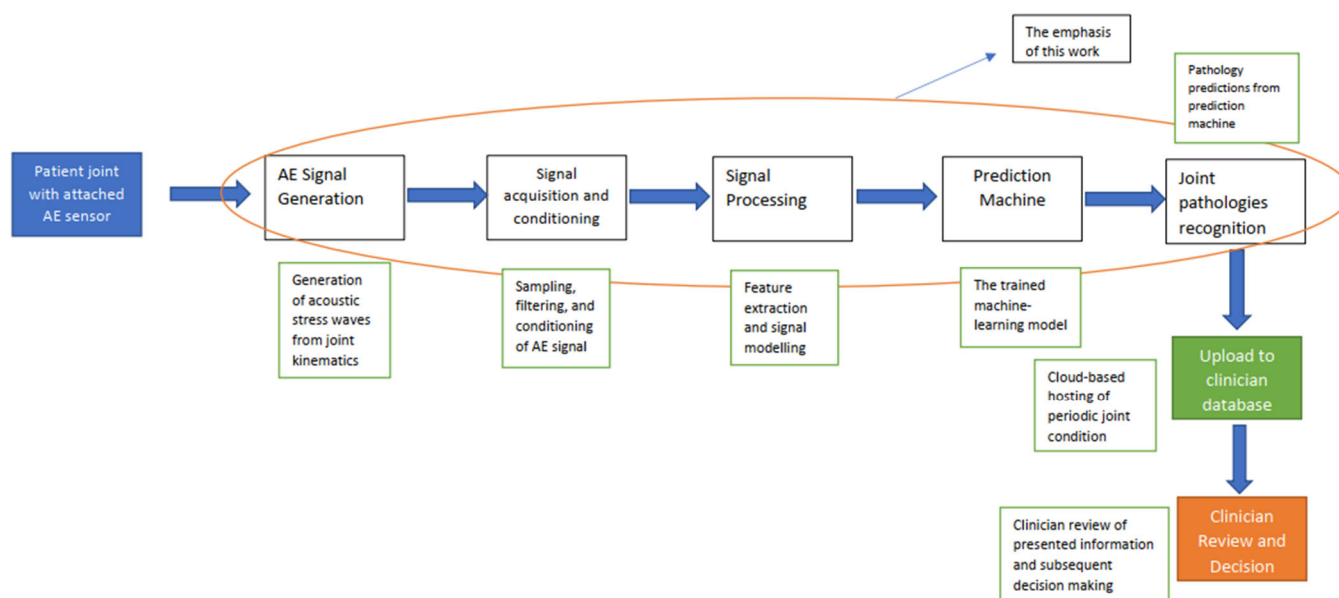 The emphasis
of this work
Pathology
predictions from
prediction
machine
Patient joint
with attached
AE sensor
AE Signal
Generation
Signal
acquisition and
conditioning
Signal
Processing
Prediction
Machine
Joint
pathologies
recognition
Generation
of acoustic
stress waves
from joint
kinematics
Sampling,
filtering, and
conditioning
of AE signal
Feature
extraction
and signal
modelling
The trained
machine-
learning model
Cloud-based
hosting of
periodic joint
condition
Upload to
clinician
database
Clinician review of
presented information
and subsequent
decision making
Clinician
Review and
Decision